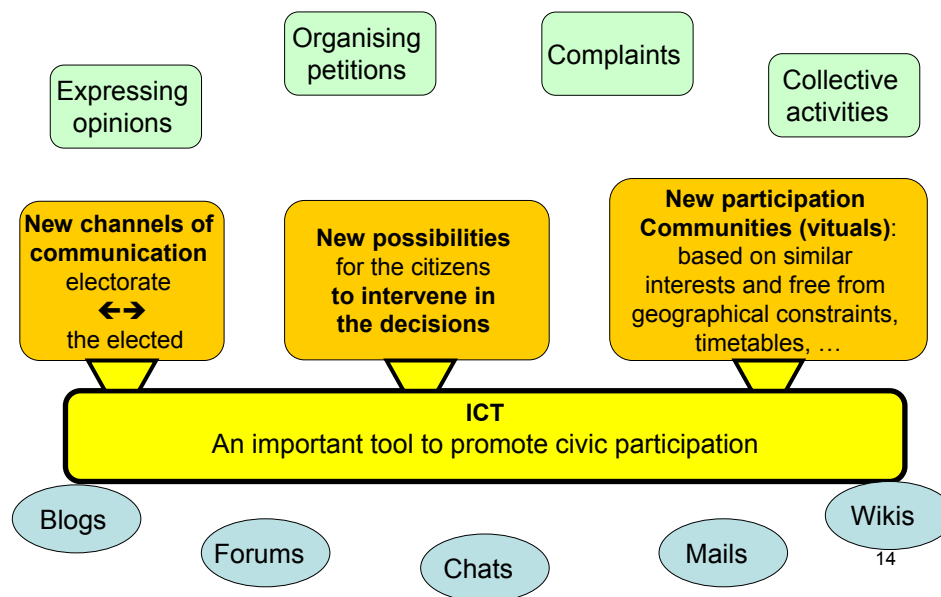 Organising
petitions
Complaints
Expressing
opinions
Collective
activities
New channels of
communication
electorate
←→
the elected
New possibilities
for the citizens
to intervene in
the decisions
New participation
Communities (vituals):
based on similar
interests and free from
geographical constraints,
timetables, …
ICT
An important tool to promote civic participation
Blogs
Forums
Chats
Mails
Wikis
14